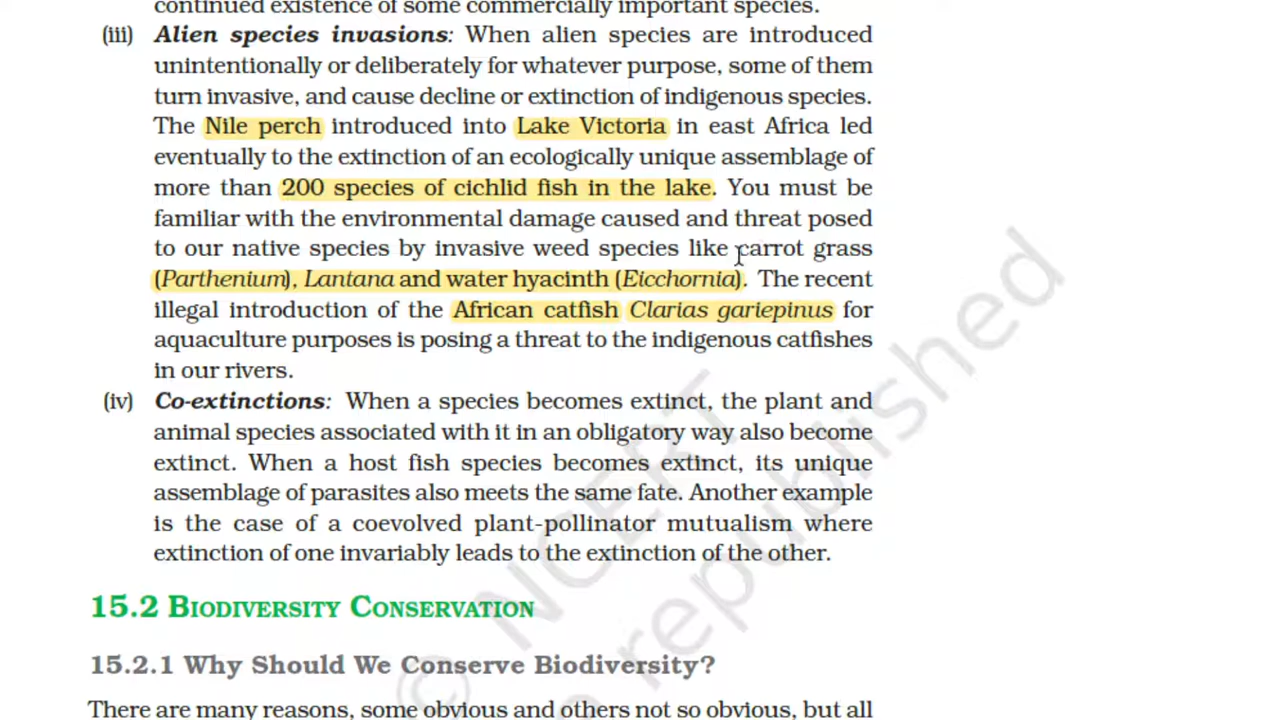 continued existence of some commercially important species.
(iii) Alien species invasions: When alien species are introduced
unintentionally or deliberately for whatever purpose, some of them
turn invasive, and cause decline or extinction of indigenous species.
The Nile perch introduced into Lake Victoria in east Africa led
eventually to the extinction of an ecologically unique assemblage of
more than 200 species of cichlid fish in the lake. You must be
familiar with the environmental damage caused and threat posed
to our native species by invasive weed species like carrot grass
(Parthenium), Lantana and water hyacinth (Eicchornia). The recent
illegal introduction of the African catfish Clarias gariepinus for
aquaculture purposes is posing a threat to the indigenous catfishes
in our rivers.
(iv) Co-extinctions: When a species becomes extinct, the plant and
animal species associated with it in an obligatory way also become
extinct. When a host fish species becomes extinct, its unique
assemblage of parasites also meets the same fate. Another example
is the case of a coevolved plant-pollinator mutualism where
extinction of one invariably leads to the extinction of the other.
15.2 BIODIVERSITY CONSERVATION
15.2.1 Why Should We Conserve Biodiversity?
There are many reasons, some obvious and others not so obvious, but all
© NCERT
republished